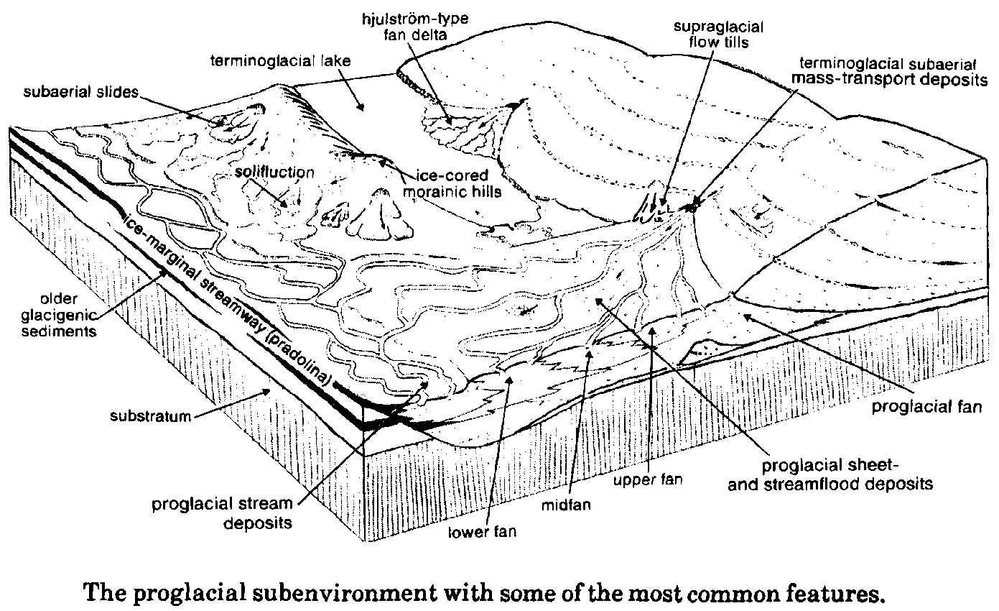 hjulström-type
fan delta
supraglacial
flow tills
terminoglacial lake
terminoglacial subaerial
mass-transport deposits
subaerial slides
solifluction
ice-cored
morainic hills
ice-marginal streamway (pradolina)
older
glacigenic
sediments
substratum
proglacial fan
proglacial sheet-
and streamflood deposits
upper fan
midfan
proglacial stream
deposits
lower fan
The proglacial subenvironment with some of the most common features.